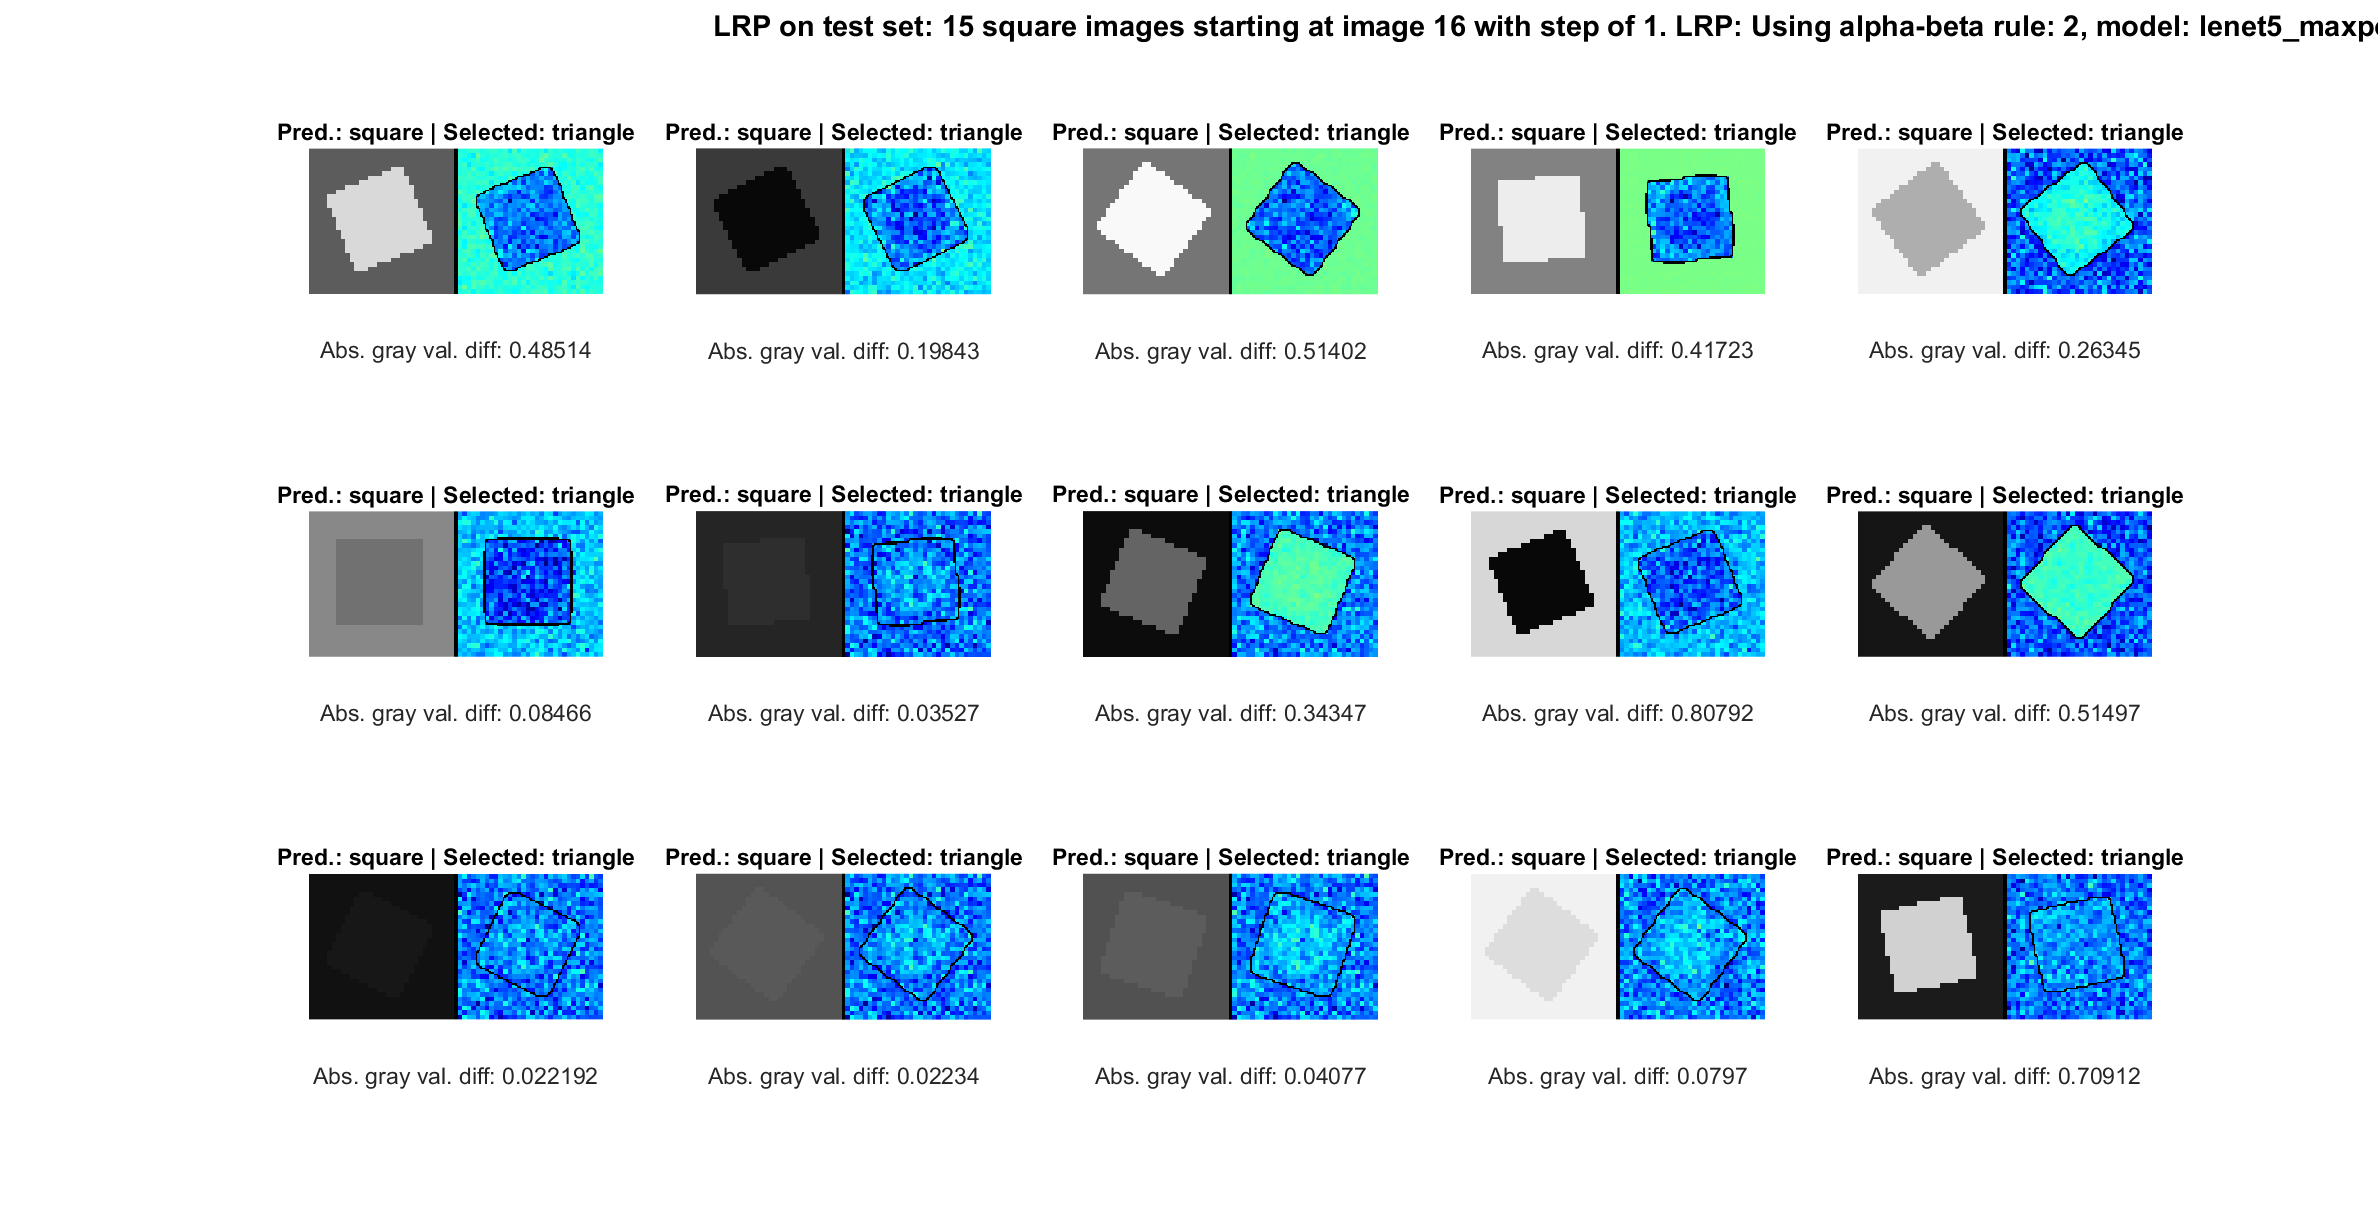 LRP on test set: 15 square images starting at image 16 with step of 1. LRP: Using alpha-beta rule: 2, model:
Pred.: square | Selected: triangle
Pred.: square | Selected: triangle
Pred.: square | Selected: triangle
Pred.: square | Selected: triangle
Pred.: square | Selected: triangle
Abs. gray val. diff: 0.48514
Abs. gray val. diff: 0.19843
Abs. gray val. diff: 0.51402
Abs. gray val. diff: 0.41723
Abs. gray val. diff: 0.26345
Pred.: square | Selected: triangle
Pred.: square | Selected: triangle
Pred.: square | Selected: triangle
Pred.: square | Selected: triangle
Pred.: square | Selected: triangle
Abs. gray val. diff: 0.08466
Abs. gray val. diff: 0.03527
Abs. gray val. diff: 0.34347
Abs. gray val. diff: 0.80792
Abs. gray val. diff: 0.51497
Pred.: square | Selected: triangle
Pred.: square | Selected: triangle
Pred.: square | Selected: triangle
Pred.: square | Selected: triangle
Pred.: square | Selected: triangle
Abs. gray val. diff: 0.022192
Abs. gray val. diff: 0.02234
Abs. gray val. diff: 0.04077
Abs. gray val. diff: 0.0797
Abs. gray val. diff: 0.70912